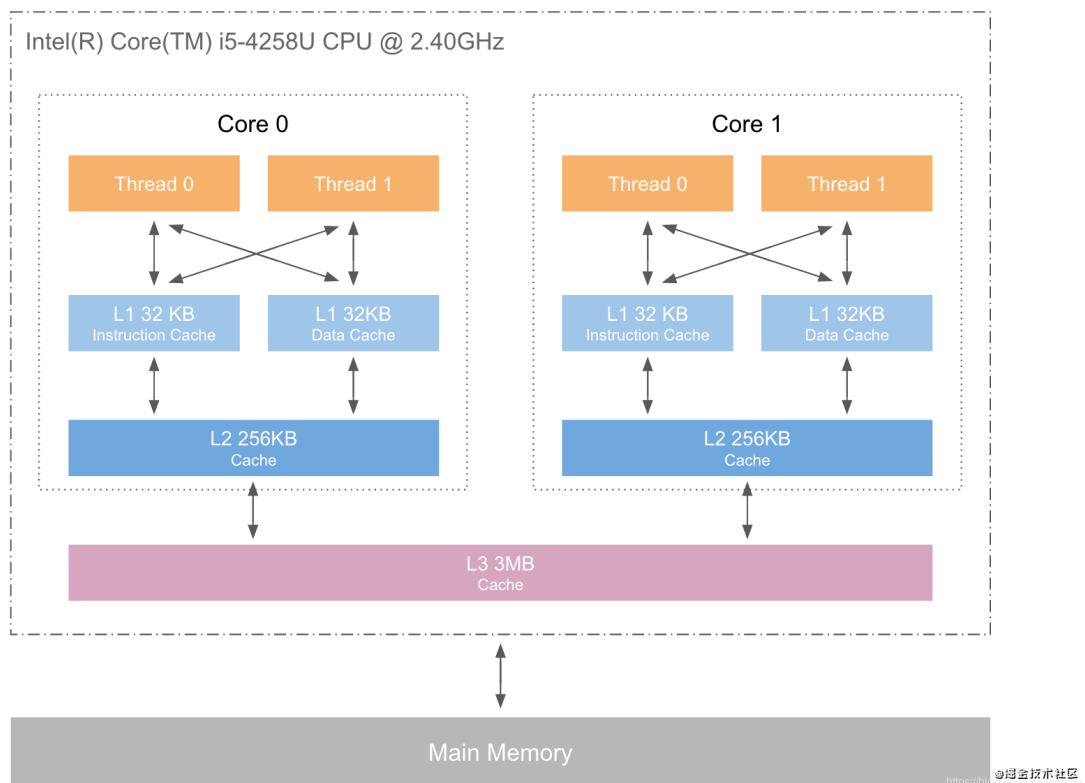 Intel(R) Core(TM) i5-4258U CPU @ 2.40GHz
Core 0
Core 1
Thread 0
Thread 1
Thread 0
Thread 1
L1 32 KB
Instruction Cache
L1 32KB
Data Cache
L1 32 KB
Instruction Cache
L1 32KB
Data Cache
L2 256KB
Cache
L2 256KB
Cache
L3 3MB
Cache
Main Memory
@掘金技术社区